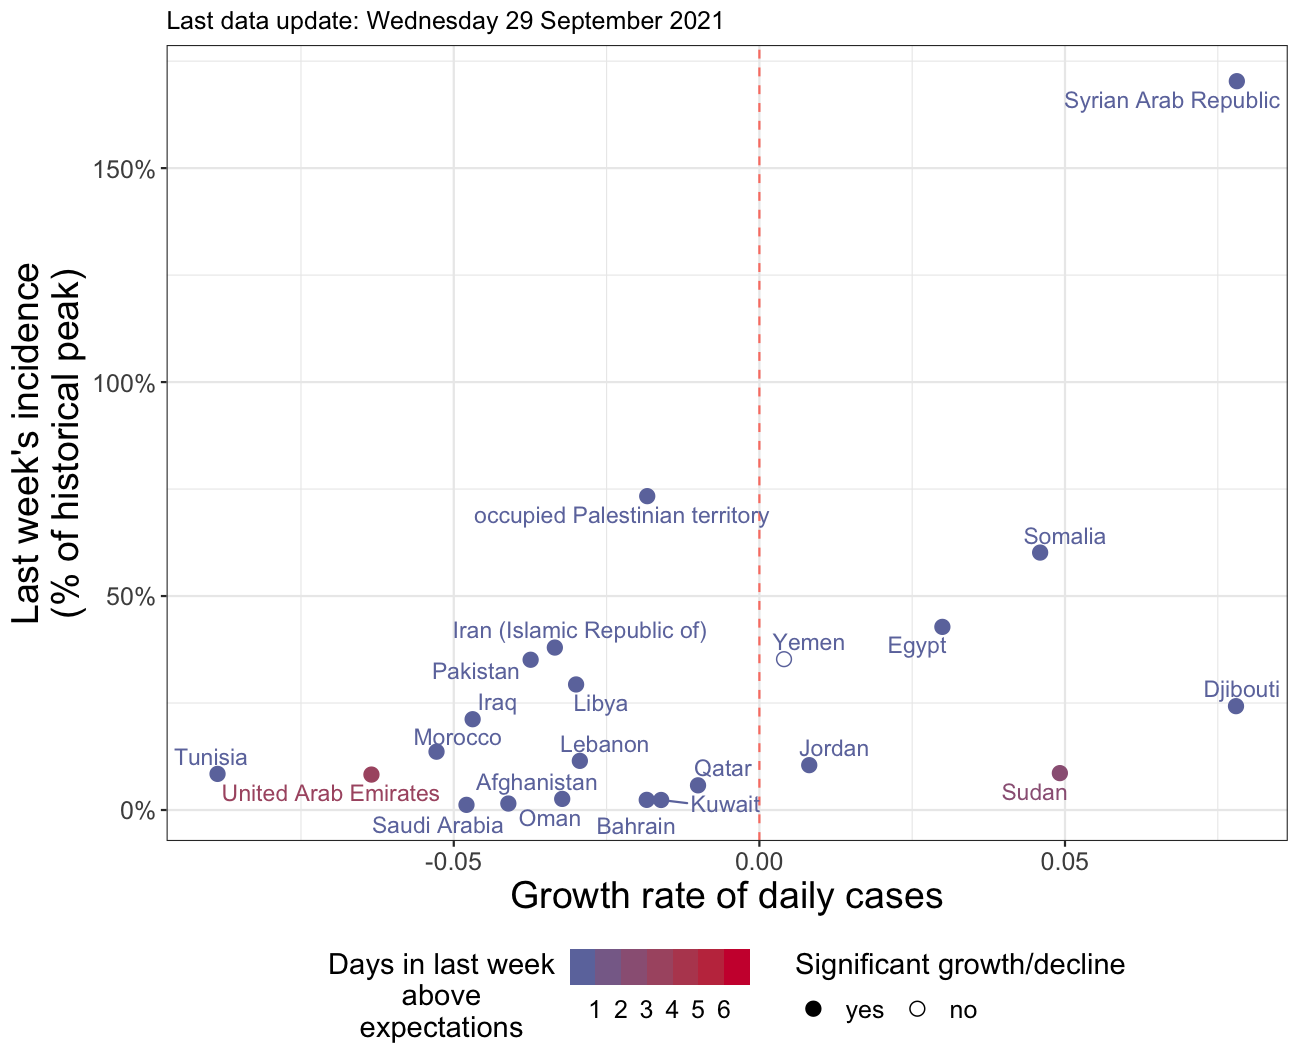 Last data update: Wednesday 29 September 2021
Syrian Arab Republic
150%
100%
occupied Palestinian territory
Somalia
50%
Iran (Islamic Republic of)
Yemen
Egypt
Pakistan
Iraq
Libya
Djibouti
Morocco
Lebanon
Jordan
Tunisia
Qatar
Afghanistan
United Arab Emirates
Sudan
Kuwait
0%
Saudi Arabia
Oman
Bahrain
Last week's incidence
(% of historical peak)
-0.05
0.00
0.05
Growth rate of daily cases
Days in last week
above
expectations
1 2 3 4 5 6
Significant growth/decline
yes
no